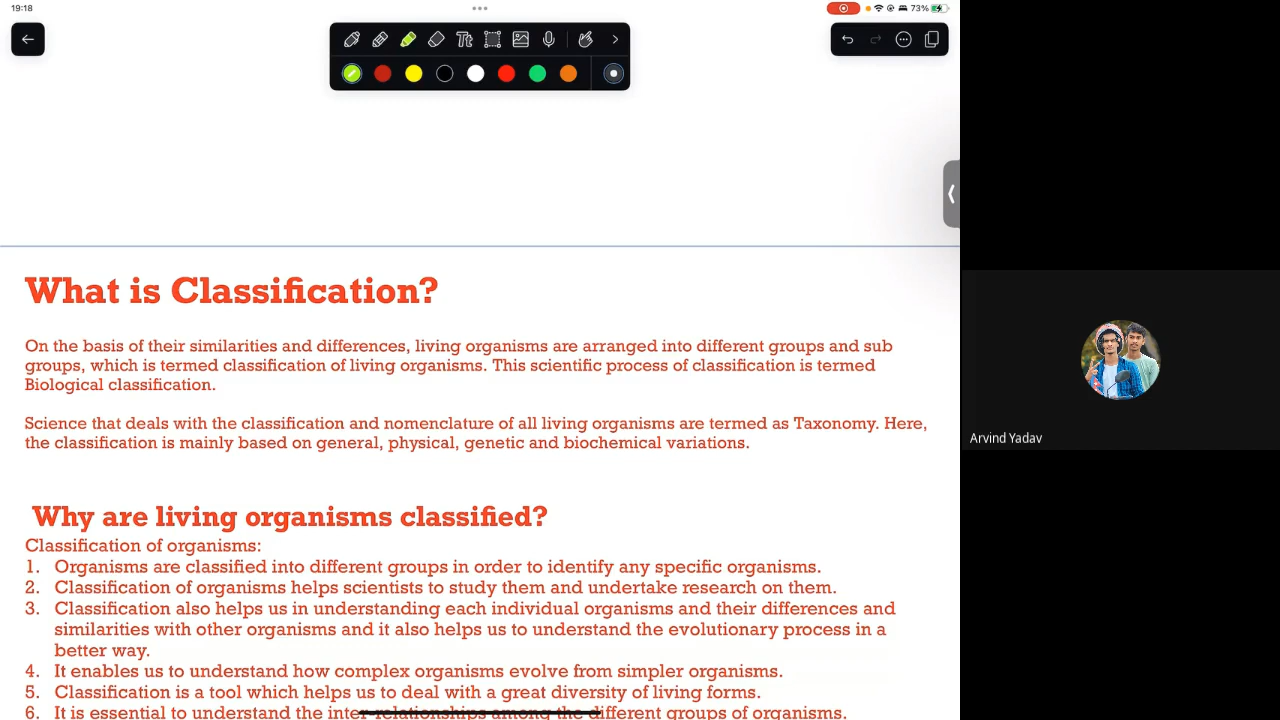 19:18
73%
Tt
What is Classification?
On the basis of their similarities and differences, living organisms are arranged into different groups and sub
groups, which is termed classification of living organisms. This scientific process of classification is termed
Biological classification.
Science that deals with the classification and nomenclature of all living organisms are termed as Taxonomy. Here,
the classification is mainly based on general, physical, genetic and biochemical variations.
Why are living organisms classified?
Classification of organisms:
1. Organisms are classified into different groups in order to identify any specific organisms.
2. Classification of organisms helps scientists to study them and undertake research on them.
3. Classification also helps us in understanding each individual organisms and their differences and
similarities with other organisms and it also helps us to understand the evolutionary process in a
better way.
4. It enables us to understand how complex organisms evolve from simpler organisms.
5. Classification is a tool which helps us to deal with a great diversity of living forms.
6. It is essential to understand the inter-relationships among the different groups of organisms.
Arvind Yadav